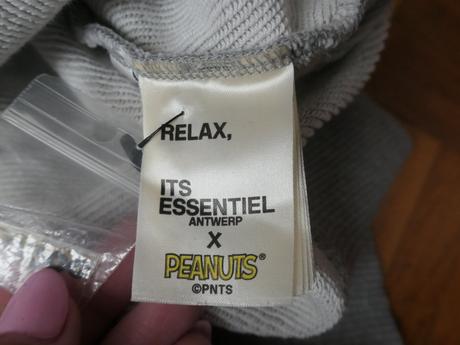 RELAX,
ITS
ESSENTIEL
ANTWERP
X
PEANUTS®
©PNTS